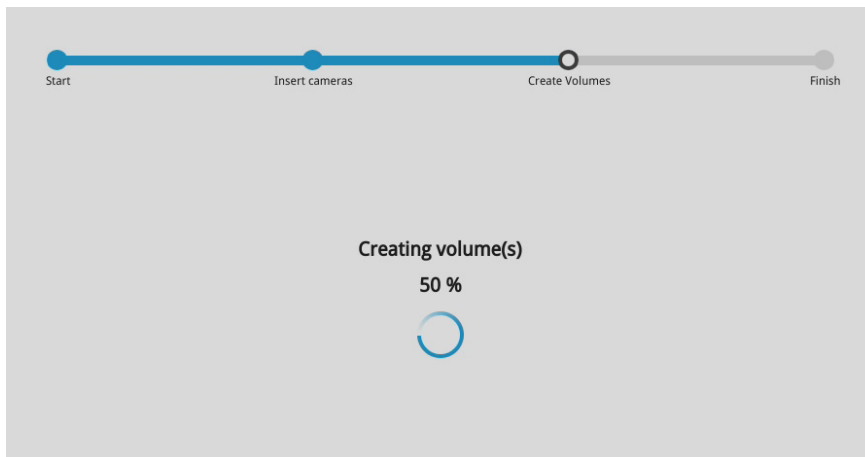 Start
Insert cameras
Create Volumes
Finish
Creating volume(s)
50 %